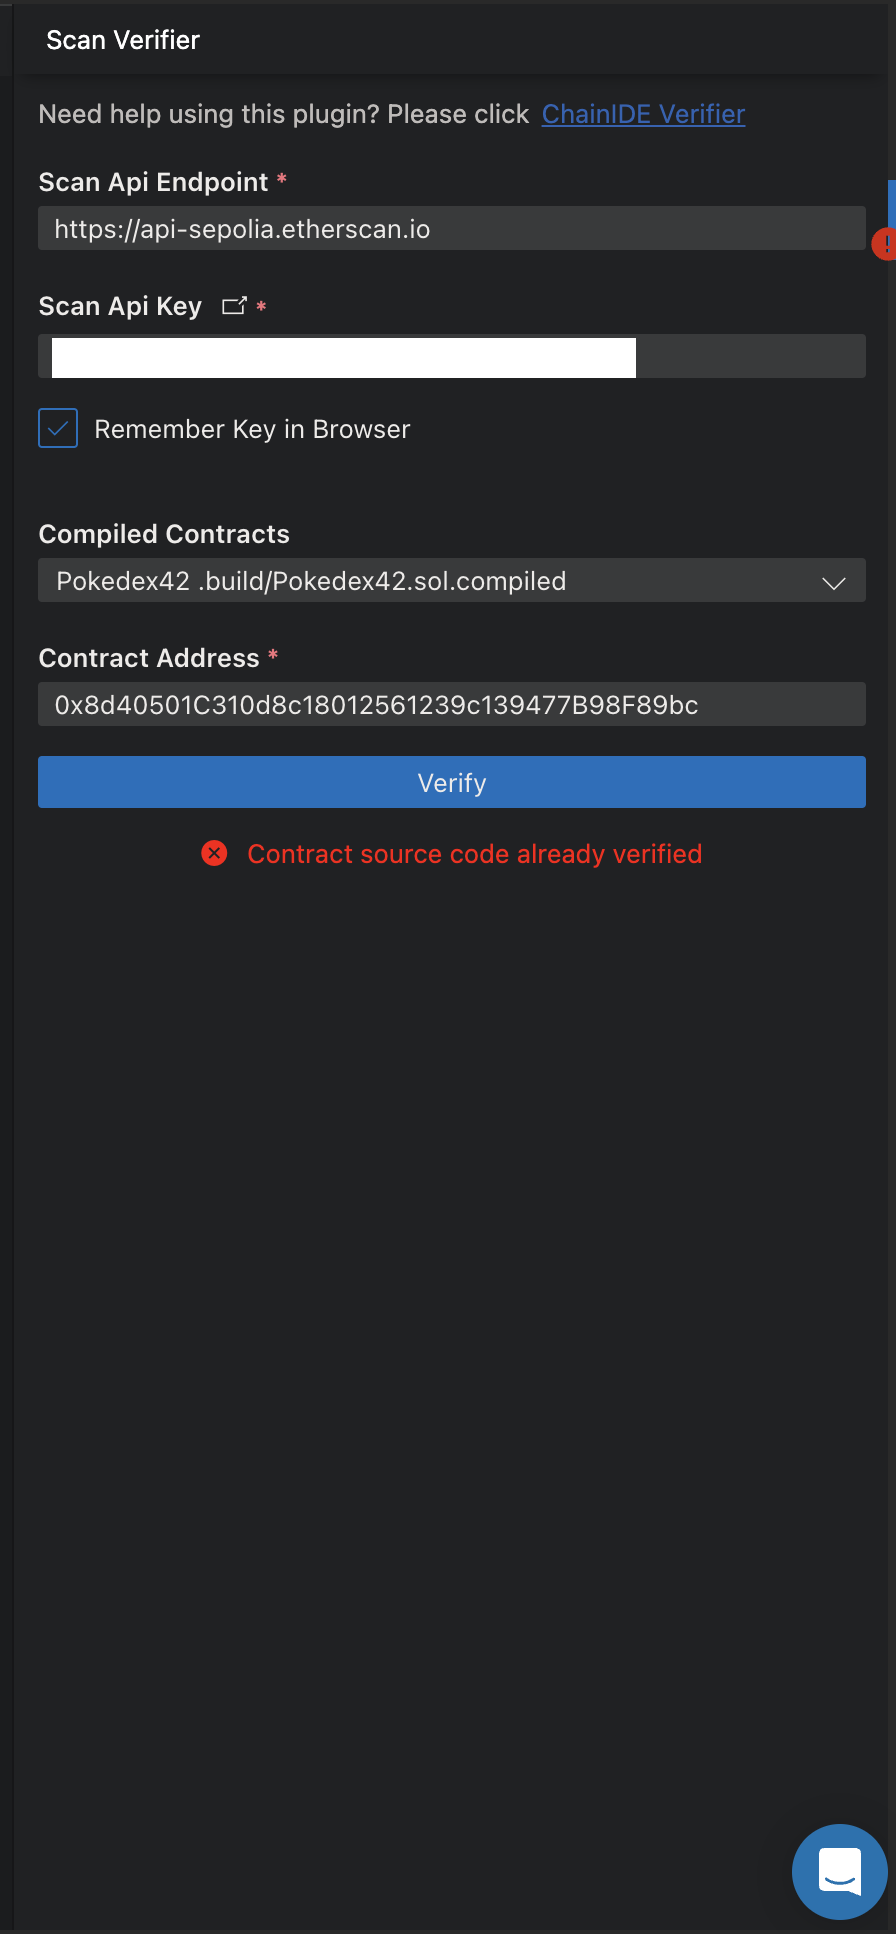 Scan Verifier
Need help using this plugin? Please click ChainIDE Verifier
Scan Api Endpoint *
https://api-sepolia.etherscan.io
!
Scan Api Key *
Remember Key in Browser
Compiled Contracts
Pokedex42 .build/Pokedex42.sol.compiled
Contract Address *
0x8d40501C310d8c18012561239c139477B98F89bc
Verify
Contract source code already verified